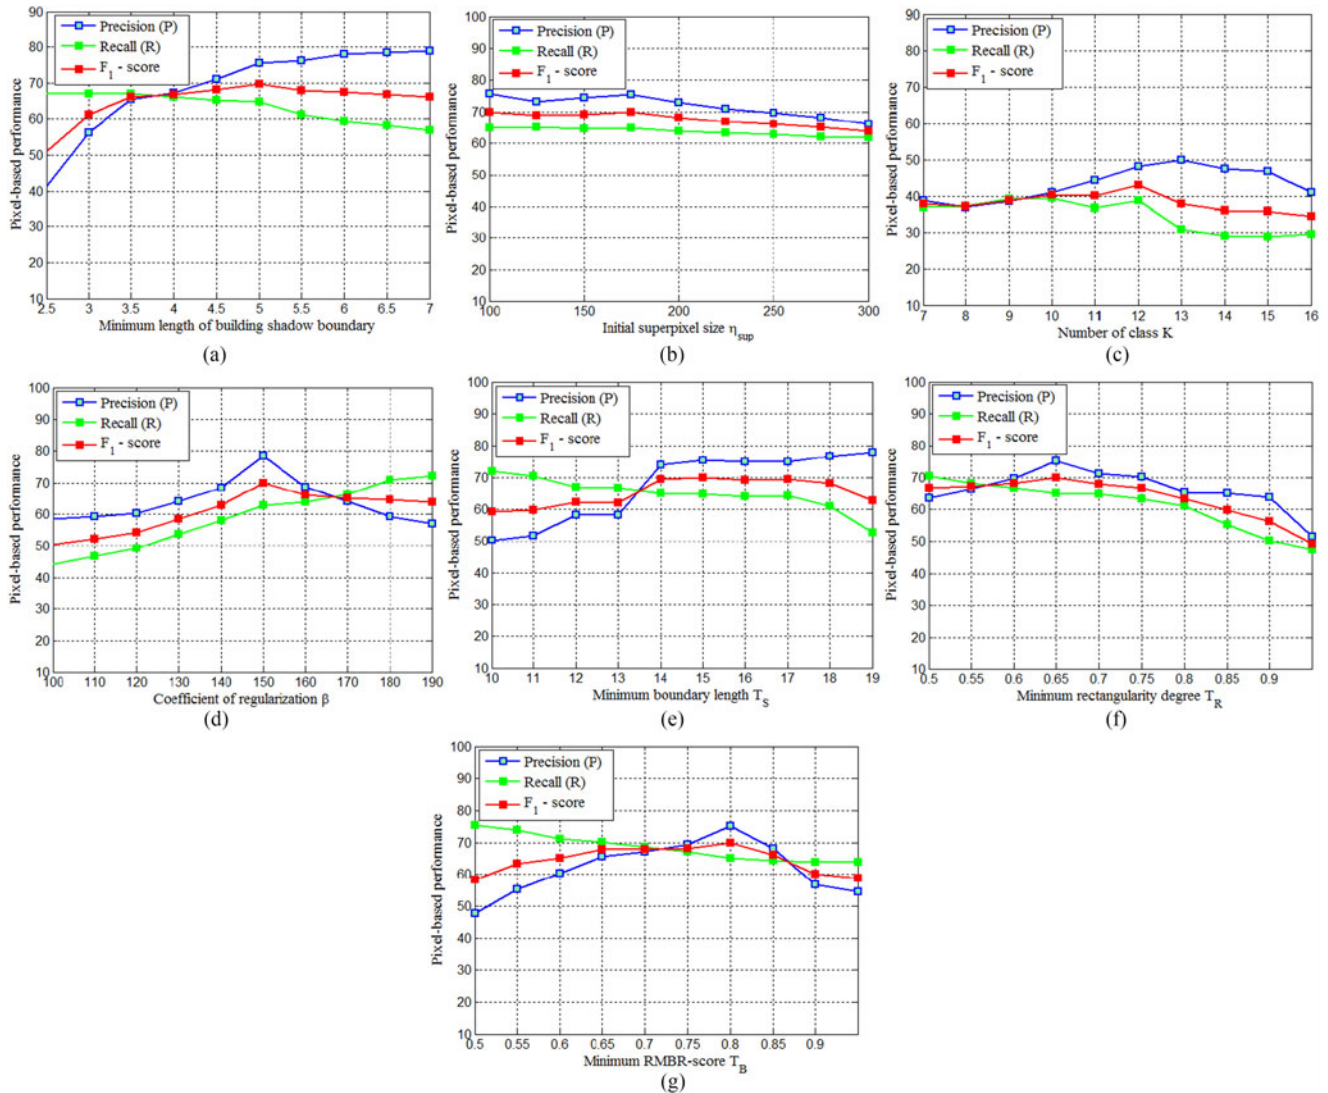 90
80
70
60
50
40
30
20
10
Pixel-based performance
Precision (P)
Recall (R)
F1 - score
2.5 3 3.5 4 4.5 5 5.5 6 6.5 7
Minimum length of building shadow boundary
(a)
100
90
80
70
60
50
40
30
20
10
Pixel-based performance
Precision (P)
Recall (R)
F1 - score
100 150 200 250 300
Initial superpixel size ηsup
(b)
90
80
70
60
50
40
30
20
10
Pixel-based performance
Precision (P)
Recall (R)
F1 - score
7 8 9 10 11 12 13 14 15 16
Number of class K
(c)
100
90
80
70
60
50
40
30
20
10
Pixel-based performance
Precision (P)
Recall (R)
F1 - score
100 110 120 130 140 150 160 170 180 190
Coefficient of regularization β
(d)
100
90
80
70
60
50
40
30
20
10
Pixel-based performance
Precision (P)
Recall (R)
F1 - score
10 11 12 13 14 15 16 17 18 19
Minimum boundary length TS
(e)
100
90
80
70
60
50
40
30
20
10
Pixel-based performance
Precision (P)
Recall (R)
F1 - score
0.5 0.55 0.6 0.65 0.7 0.75 0.8 0.85 0.9
Minimum rectangularity degree TR
(f)
100
90
80
70
60
50
40
30
20
10
Pixel-based performance
Precision (P)
Recall (R)
F1 - score
0.5 0.55 0.6 0.65 0.7 0.75 0.8 0.85 0.9
Minimum RMBR-score TB
(g)